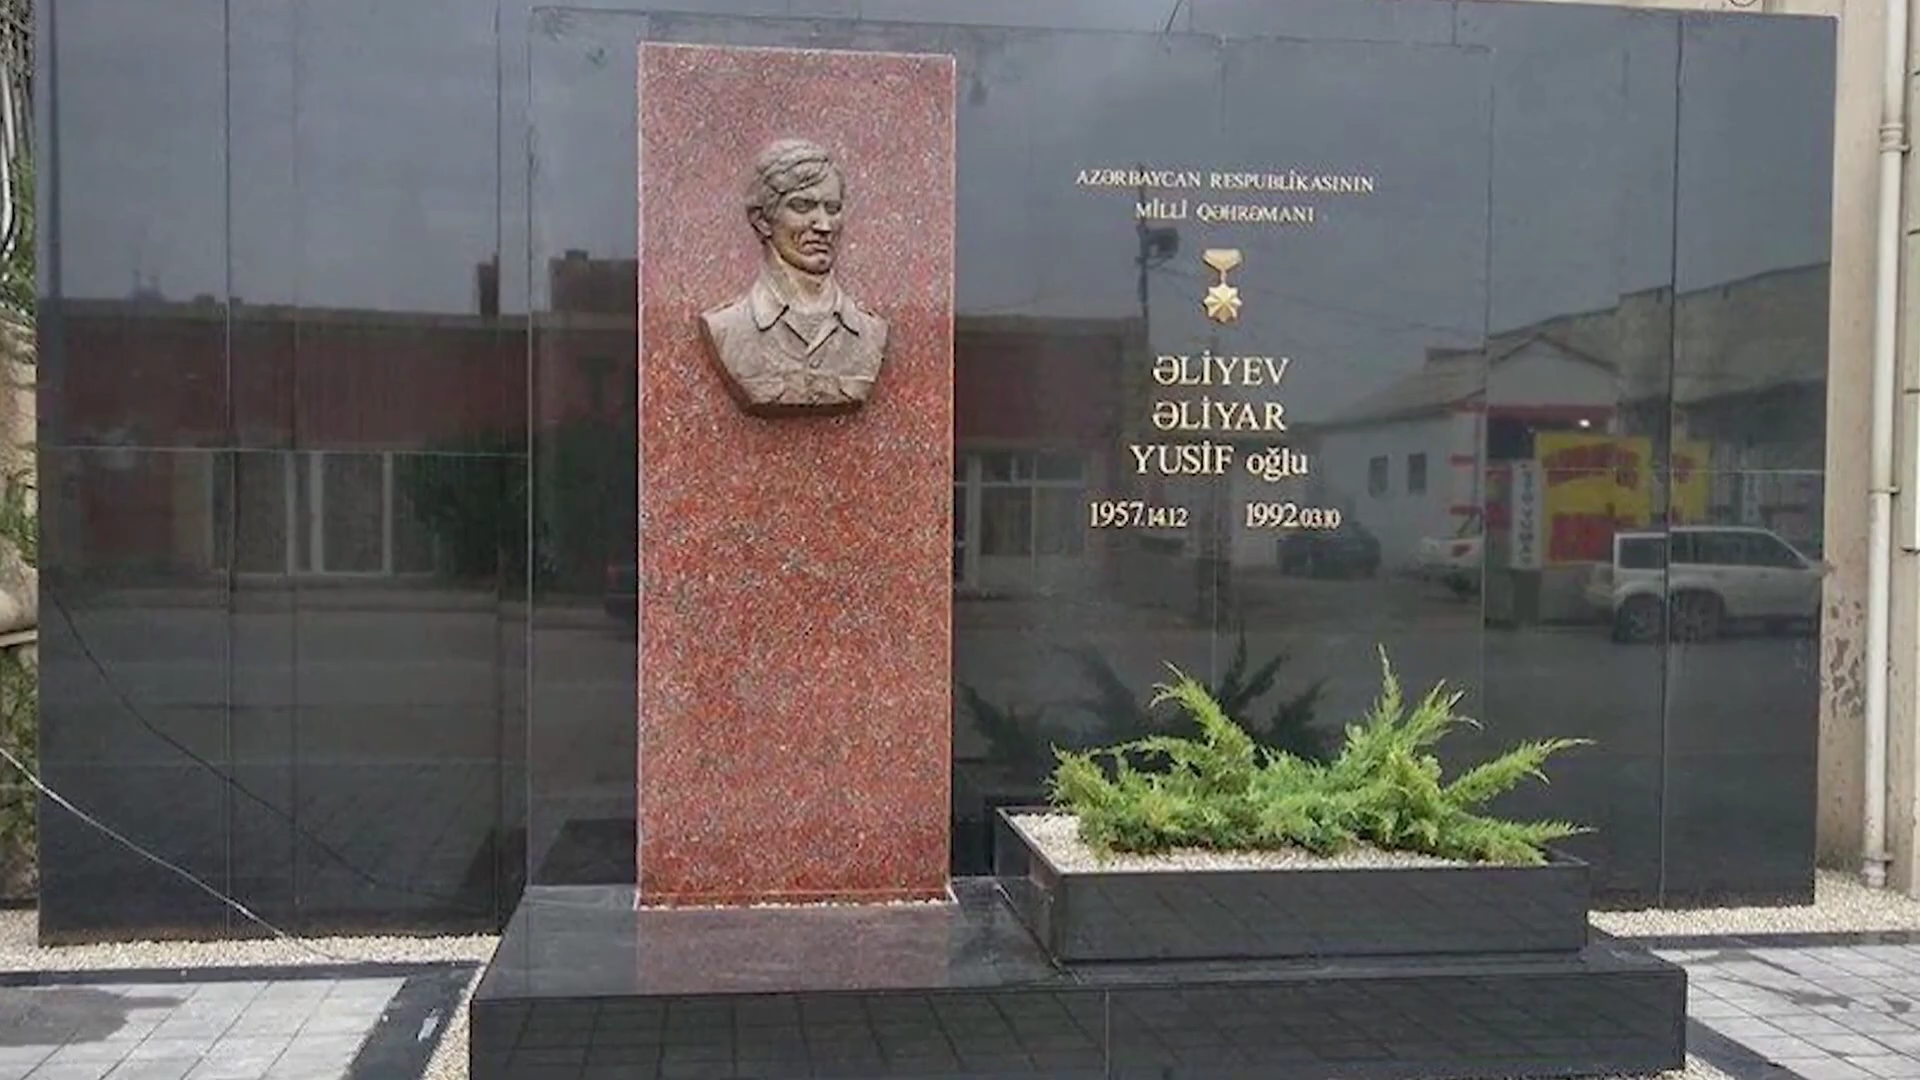 AZƏRBAYCAN RESPUBLİKASININ
MİLLİ QƏHRƏMANI
ƏLİYEV
ƏLİYAR
YUSİF oğlu
1957.14.12 1992.03.10